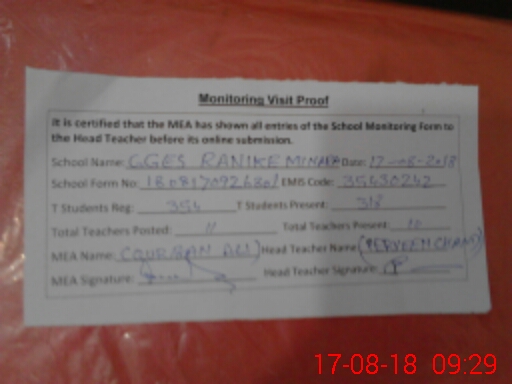 Monitoring Visit Proof
It is certified that the MEA has shown all entries of the School Monitoring Form to
the Head Teacher before its online submission.
School Name: GGES RANIKE Date: 17-08-2018
School Form No: EMIS Code: 35430242
T Students Reg: 354 T Students Present: 318
Total Teachers Posted: 11 Total Teachers Present: 10
MEA Name: Head Teacher Name (PERVEEN
MEA Signature: Head Teacher Signature:
17-08-18 09:29